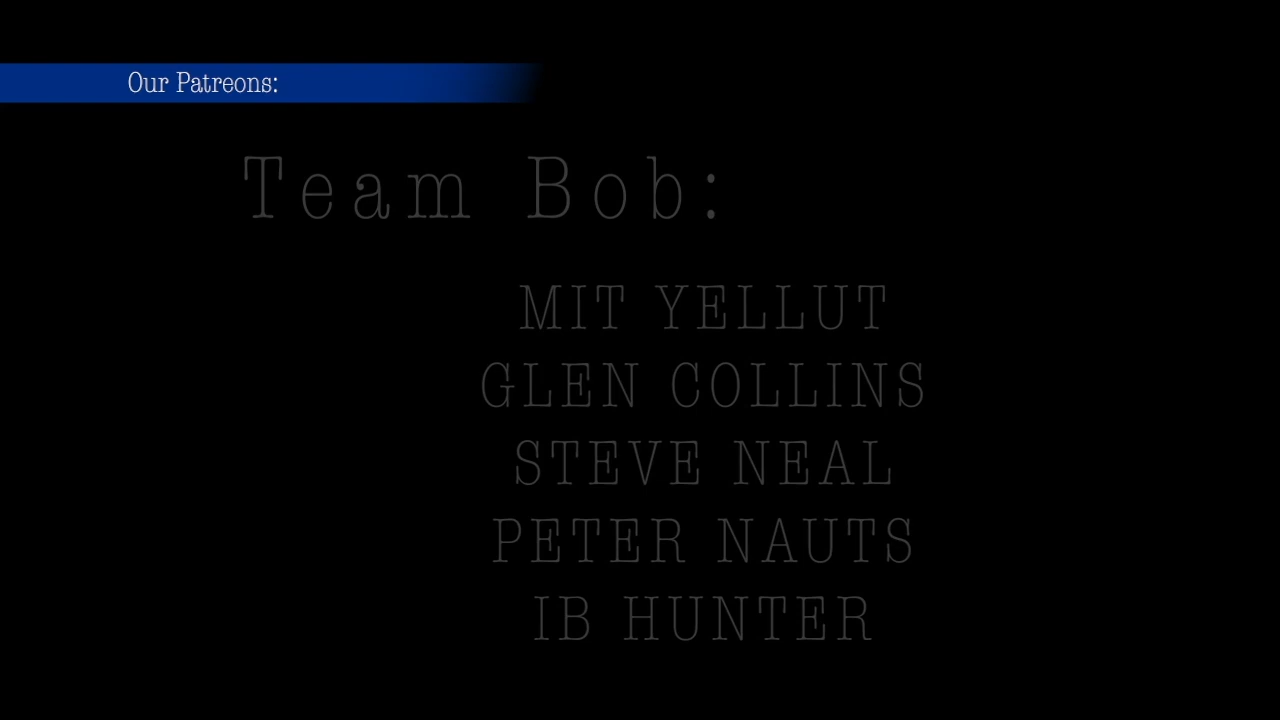 Our Patreons:
Team Bob:
MIT YELLUT
GLEN COLLINS
STEVE NEAL
PETER NAUTS
IB HUNTER